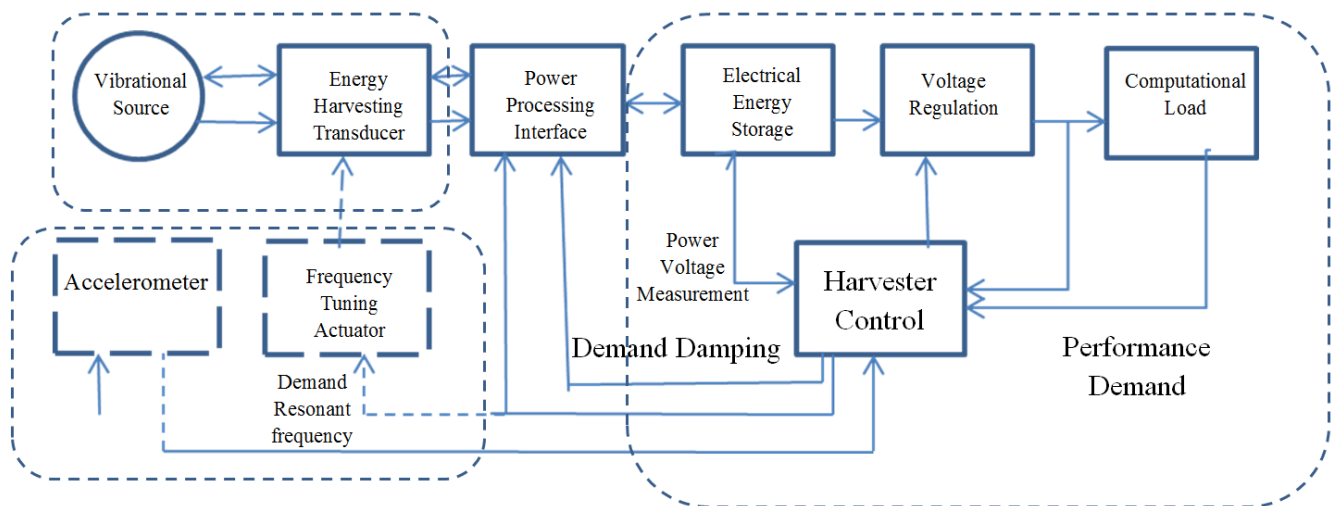 Vibrational
Source
Energy
Harvesting
Transducer
Power
Processing
Interface
Electrical
Energy
Storage
Voltage
Regulation
Computational
Load
Accelerometer
Frequency
Tuning
Actuator
Power
Voltage
Measurement
Harvester
Control
Demand Damping
Performance
Demand
Demand
Resonant
frequency